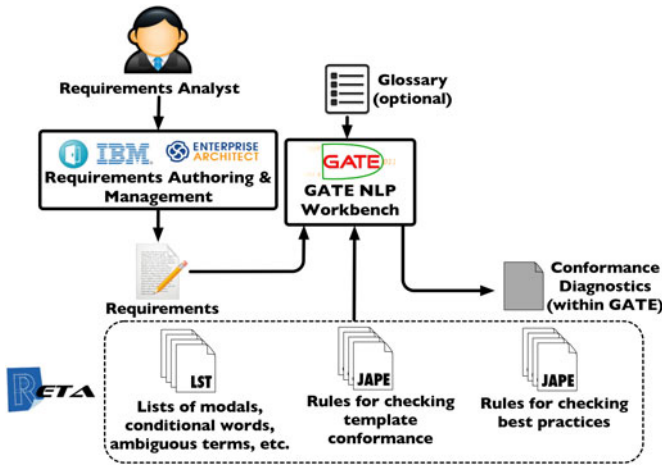 Requirements Analyst
Glossary
(optional)
IBM
ENTERPRISE
ARCHITECT
Requirements Authoring &
Management
GATE
GATE NLP
Workbench
Requirements
Conformance
Diagnostics
(within GATE)
RETA
LST
JAPE
JAPE
Lists of modals,
conditional words,
ambiguous terms, etc.
Rules for checking
template
conformance
Rules for checking
best practices